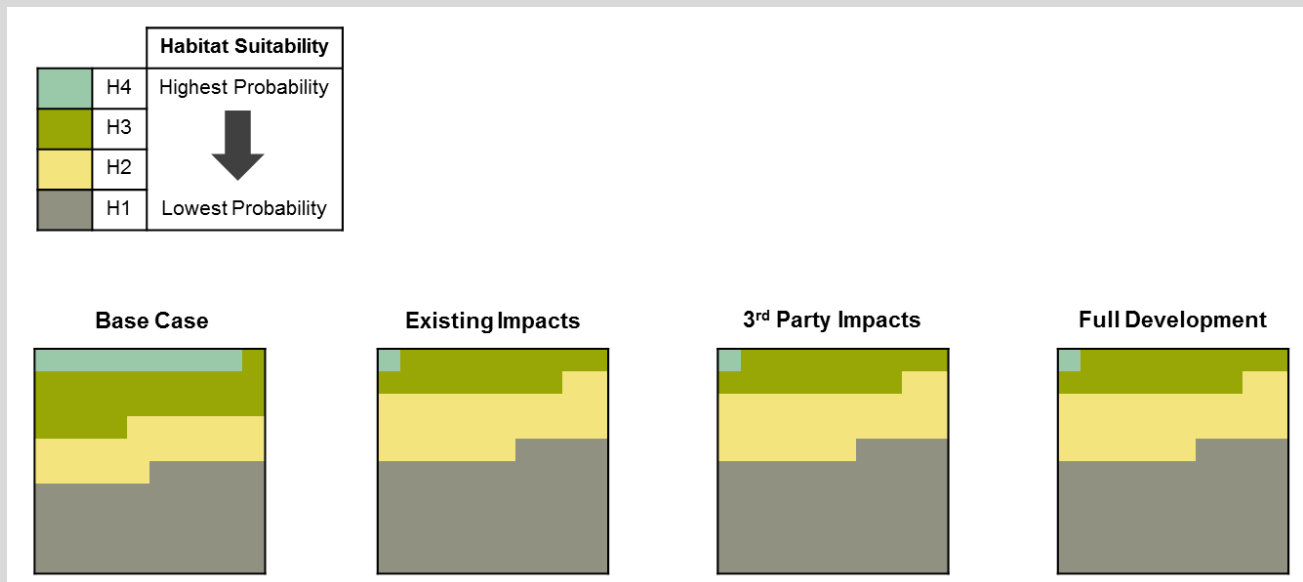 Habitat Suitability
H4 Highest Probability
H3
H2
H1 Lowest Probability
Base Case
Existing Impacts
3rd Party Impacts
Full Development